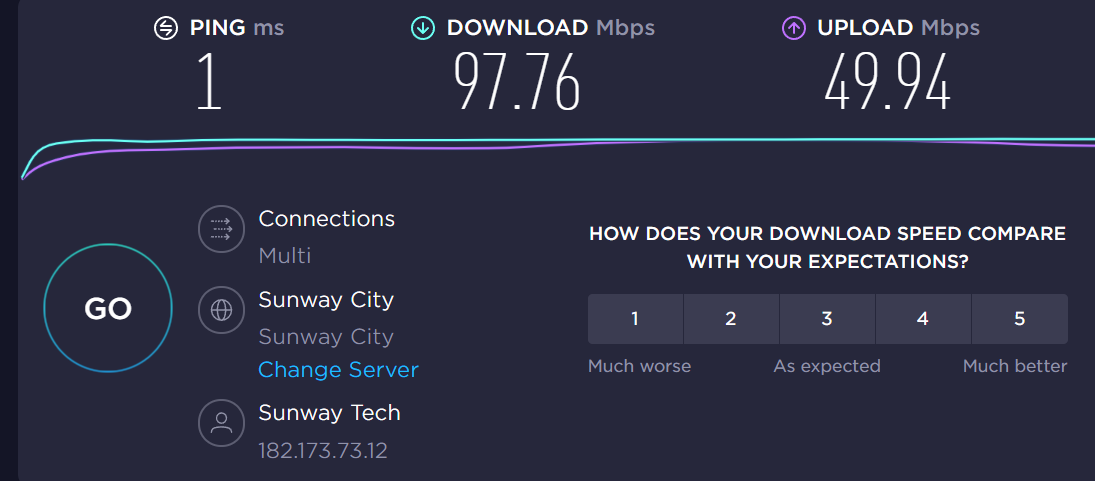 PING ms
DOWNLOAD Mbps
UPLOAD Mbps
1
97.76
49.94
GO
Connections
Multi
Sunway City
Sunway City
Change Server
Sunway Tech
182.173.73.12
HOW DOES YOUR DOWNLOAD SPEED COMPARE
WITH YOUR EXPECTATIONS?
1 2 3 4 5
Much worse As expected Much better